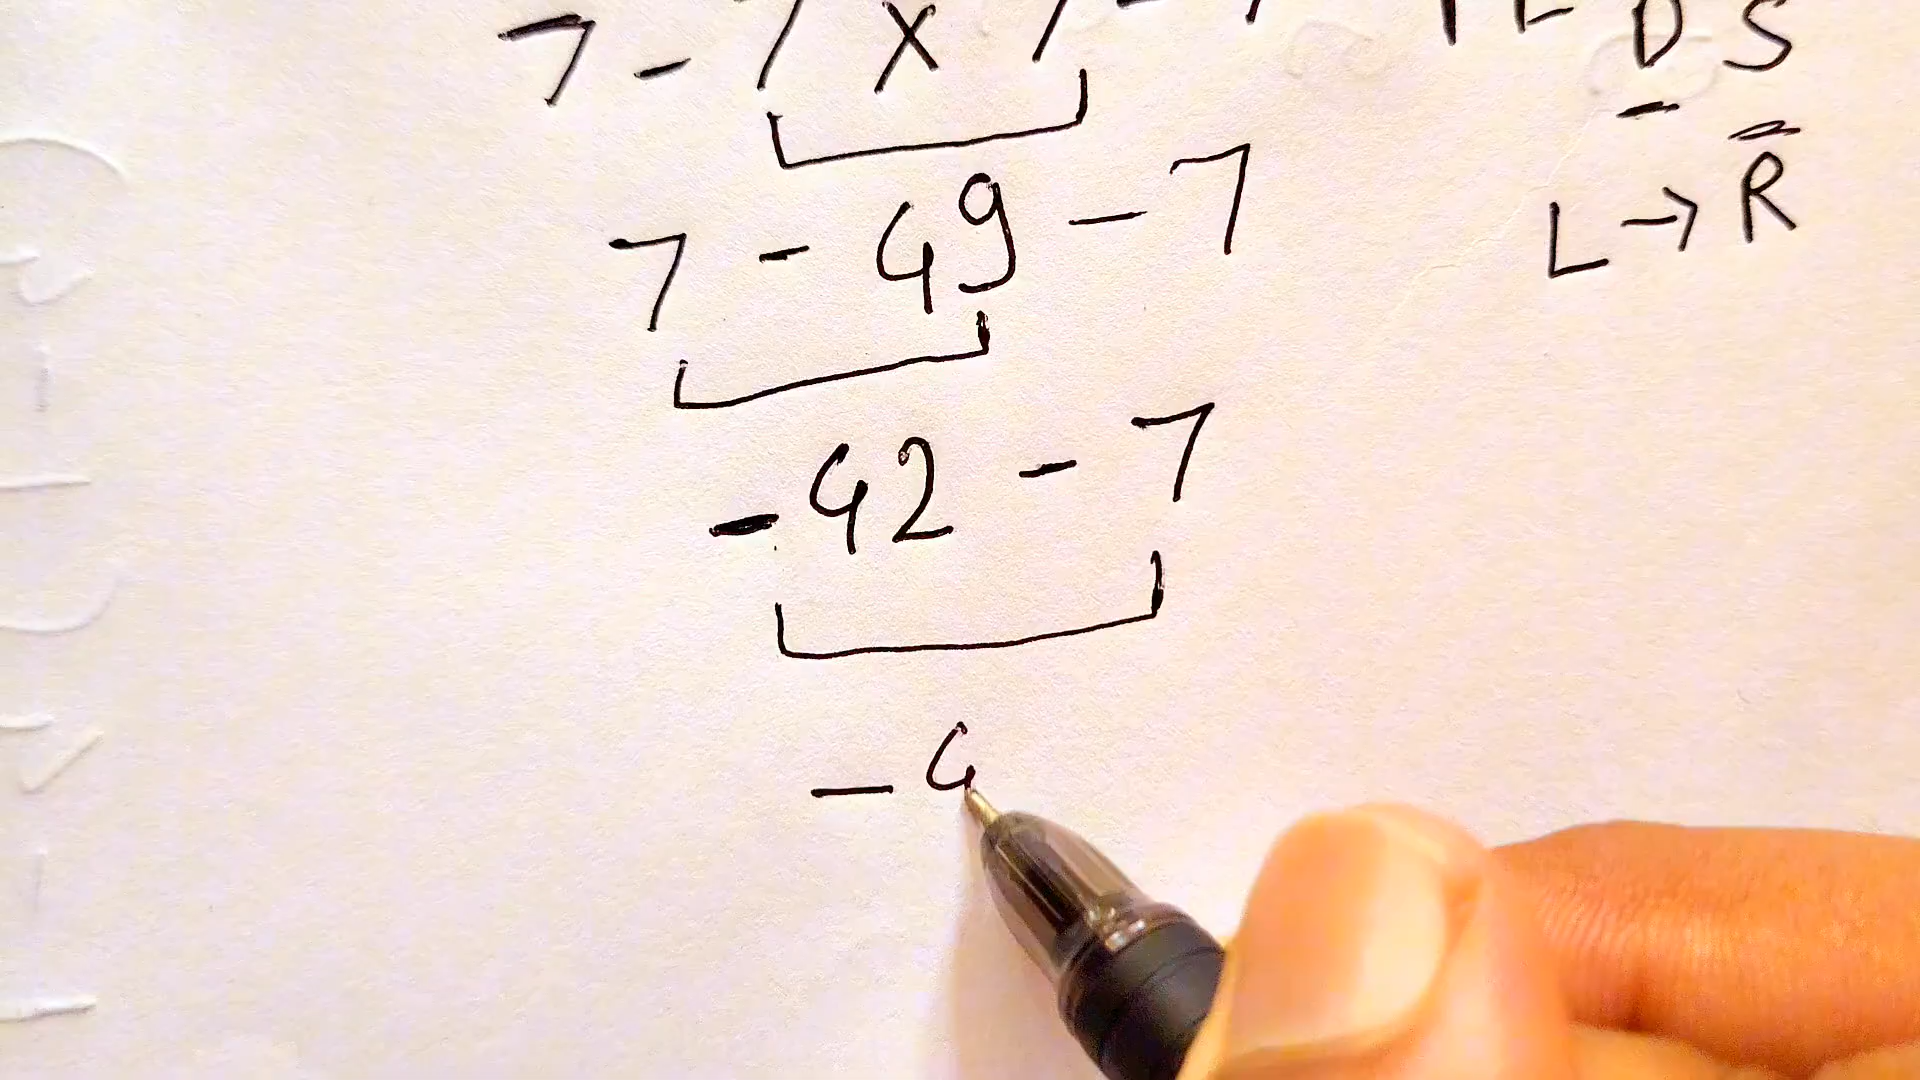 7 - 7 × 7 - 7
D S
7 - 49 - 7
L → R
-42 - 7
- 4